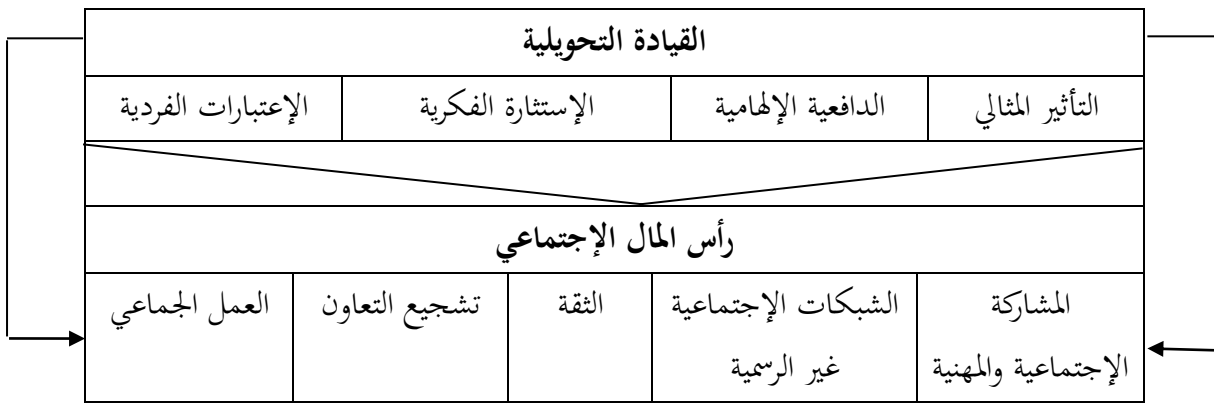 القيادة التحويلية
التأثير المثالي
الدافعية الإلهامية
الإستثارة الفكرية
الإعتبارات الفردية
رأس المال الإجتماعي
المشاركة
الإجتماعية والمهنية
الشبكات الإجتماعية
غير الرسمية
الثقة
تشجيع التعاون
العمل الجماعي